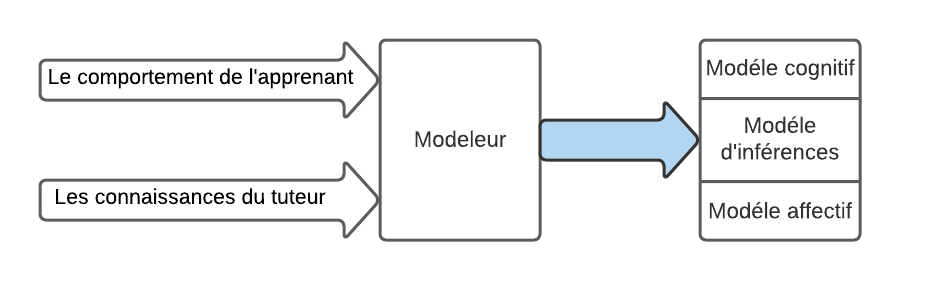 Le comportement de l'apprenant
Les connaissances du tuteur
Modeleur
Modéle cognitif
Modéle
d'inférences
Modéle affectif